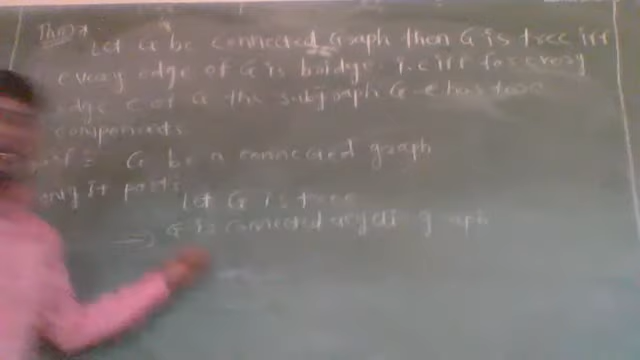 Thm :
Let G be connected Graph then G is tree iff
every edge of G is bridge. i.e iff for every
edge e of G the subgraph G-e has two
components
G be a connected graph
only if part:
Let G is tree
→ G is connected acyclic graph